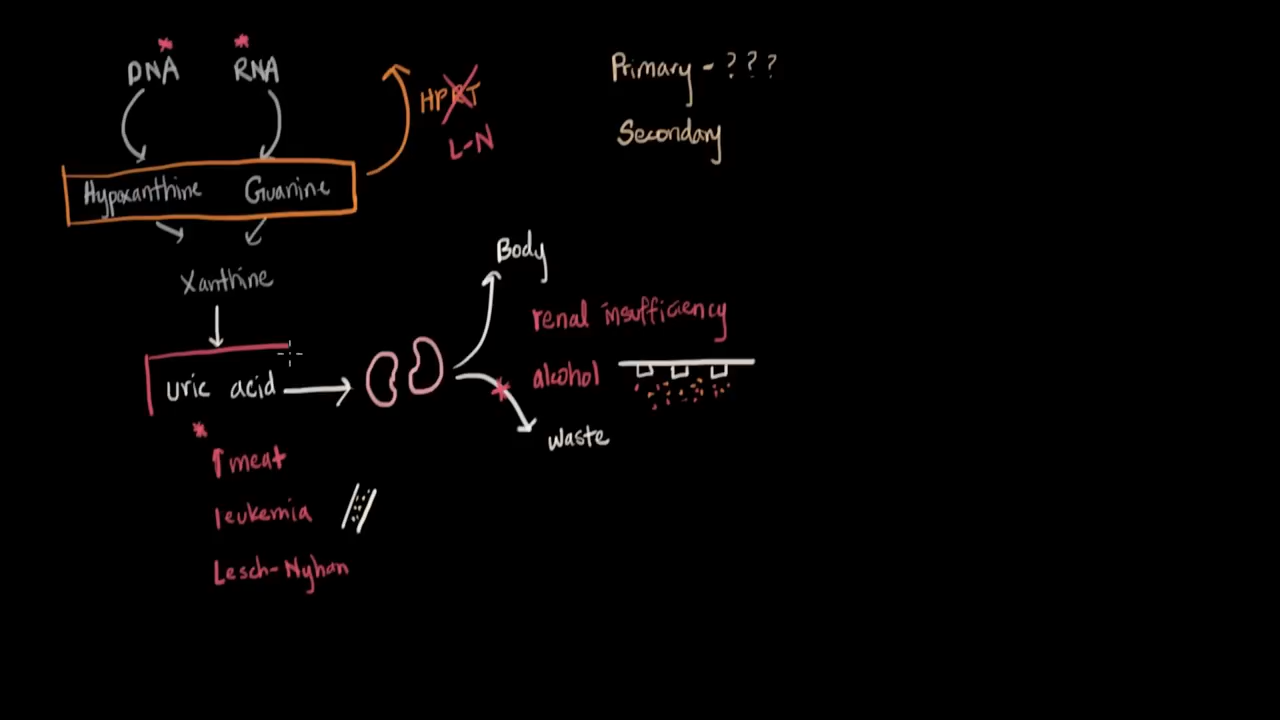 DNA RNA
HPRT
L-N
Primary - ???
Secondary
Hypoxanthine Guanine
Xanthine
Body
renal insufficiency
uric acid
alcohol
waste
↑ meat
leukemia
Lesch-Nyhan